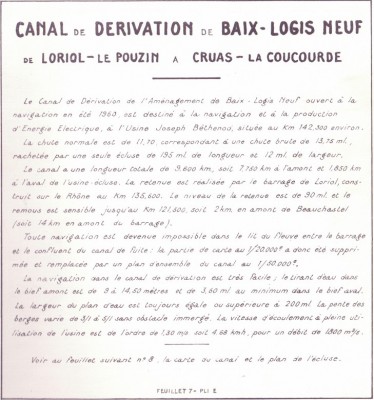 CANAL DE DERIVATION DE BAIX-LOGIS NEUF
DE LORIOL-LE POUZIN A CRUAS-LA COUCOURDE
Le Canal de Dérivation de l'Aménagement de Baix-Logis Neuf ouvert à la
navigation en été 1960, est destiné à la navigation et à la production
d'Energie Electrique, à l'Usine Joseph Béthenod, située au Km 142,300 environ.
La chute normale est de 11,70, correspondant à une chute brute de 13,75 ml,
rachetée par une seule écluse de 195 ml de longueur et 12 ml. de largeur.
Le canal a une longueur totale de 9.600 km, soit 7,750 km à l'amont et 1,850 km
à l'aval de l'usine-écluse. La retenue est réalisée par le barrage de Loriol, con-
struit sur le Rhône au Km 135,600. Le niveau de la retenue est de 90 ml et le
remous est sensible jusqu'au Km 121,500, soit 2 km. en amont de Beauchastel
(soit 14 km en amont du barrage).
Toute navigation est devenue impossible dans le lit du fleuve entre le barrage
et le confluent du canal de fuite: la partie de carte au 1/20.000e a donc été suppri-
mée et remplacée par un plan d'ensemble du canal au 1/50.000e.
La navigation sans le canal de dérivation est très facile; le tirant d'eau dans
le bief amont est de 9 à 14,50 mètres et de 3,60 ml au minimum dans le bief aval.
La largeur du plan d'eau est toujours égale ou supérieure à 200 ml. La pente des
berges varie de 3/1 à 5/1 sans obstacle immergé. La vitesse d'écoulement à pleine uti-
lisation de l'usine est de l'ordre de 1,30 m/s soit 4,68 kmh, pour un débit de 1800 m3/s.
Voir au feuillet suivant n° 8, la carte du canal et le plan de l'écluse.
FEUILLET 7 - PLI E